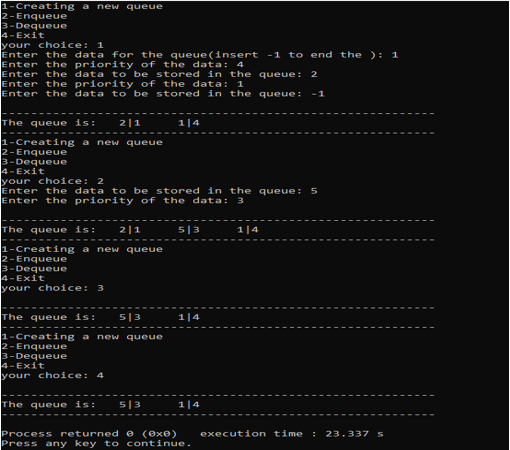 1-Creating a new queue
2-Enqueue
3-Dequeue
4-Exit
your choice: 1
Enter the data for the queue(insert -1 to end the ): 1
Enter the priority of the data: 4
Enter the data to be stored in the queue: 2
Enter the priority of the data: 1
Enter the data to be stored in the queue: -1
------------------------------------------------------
The queue is:   2|1     1|4
------------------------------------------------------
1-Creating a new queue
2-Enqueue
3-Dequeue
4-Exit
your choice: 2
Enter the data to be stored in the queue: 5
Enter the priority of the data: 3
------------------------------------------------------
The queue is:   2|1     5|3     1|4
------------------------------------------------------
1-Creating a new queue
2-Enqueue
3-Dequeue
4-Exit
your choice: 3
------------------------------------------------------
The queue is:   5|3     1|4
------------------------------------------------------
1-Creating a new queue
2-Enqueue
3-Dequeue
4-Exit
your choice: 4
------------------------------------------------------
The queue is:   5|3     1|4
------------------------------------------------------
Process returned 0 (0x0)   execution time : 23.337 s
Press any key to continue.